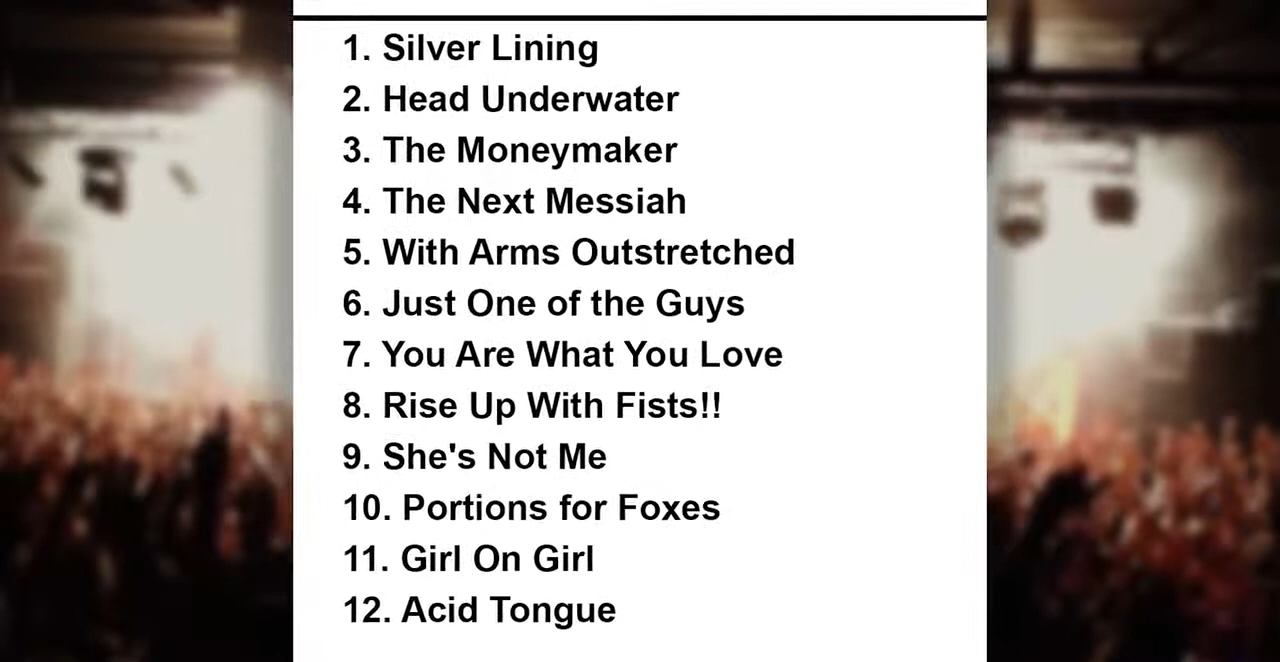 1. Silver Lining
2. Head Underwater
3. The Moneymaker
4. The Next Messiah
5. With Arms Outstretched
6. Just One of the Guys
7. You Are What You Love
8. Rise Up With Fists!!
9. She's Not Me
10. Portions for Foxes
11. Girl On Girl
12. Acid Tongue